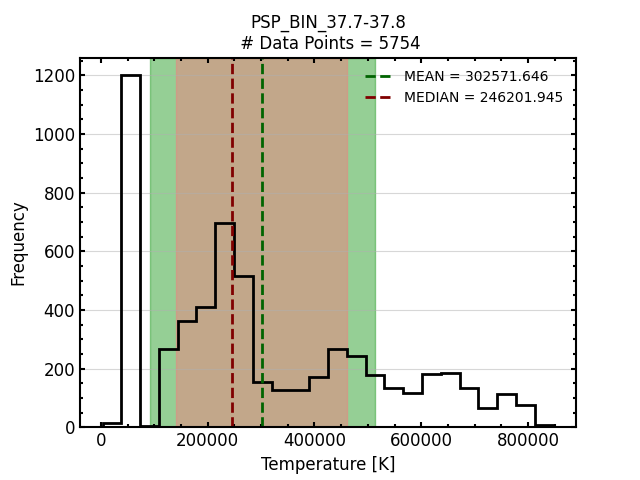 PSP_BIN_37.7-37.8
# Data Points = 5754
MEAN = 302571.646
MEDIAN = 246201.945
Frequency
1200
1000
800
600
400
200
0
0 200000 400000 600000 800000
Temperature [K]